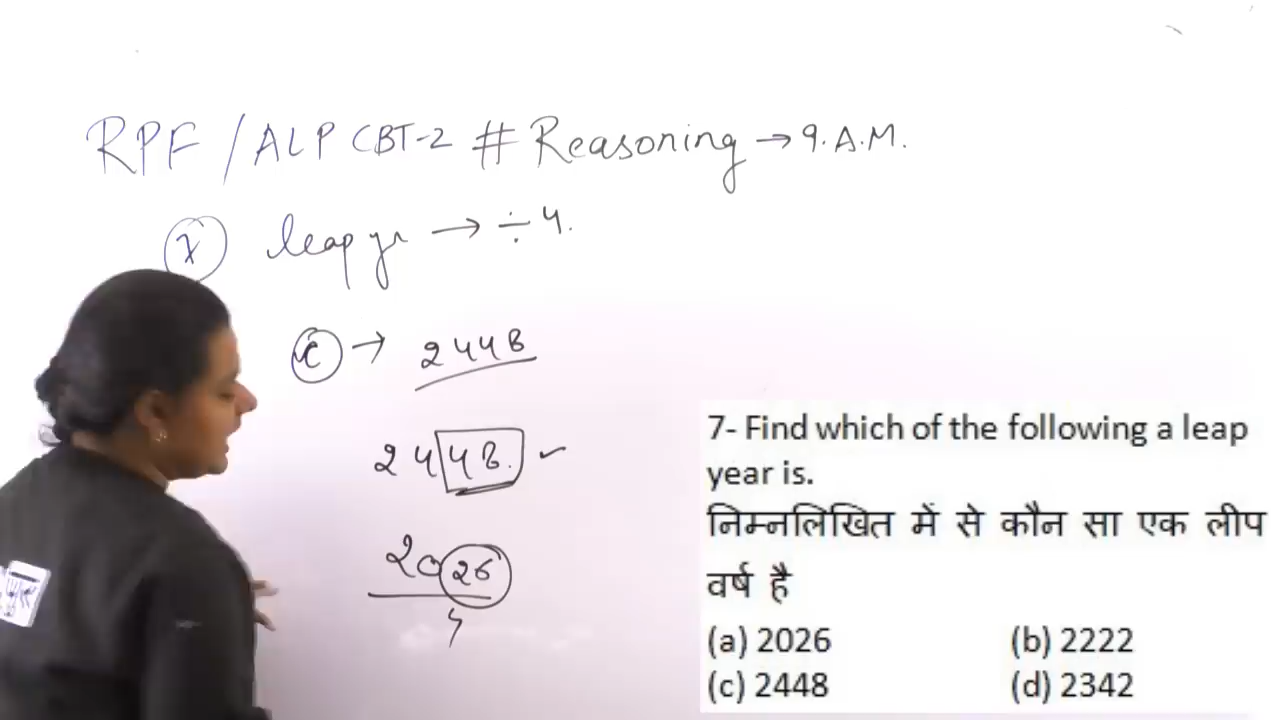 RPF / ALP CBT-2 # Reasoning → 9. A.M.
leap yr → ÷ 4.
c → 2448
2448. ✓
2026
4
7- Find which of the following a leap
year is.
निम्नलिखित में से कौन सा एक लीप
वर्ष है
(a) 2026 (b) 2222
(c) 2448 (d) 2342